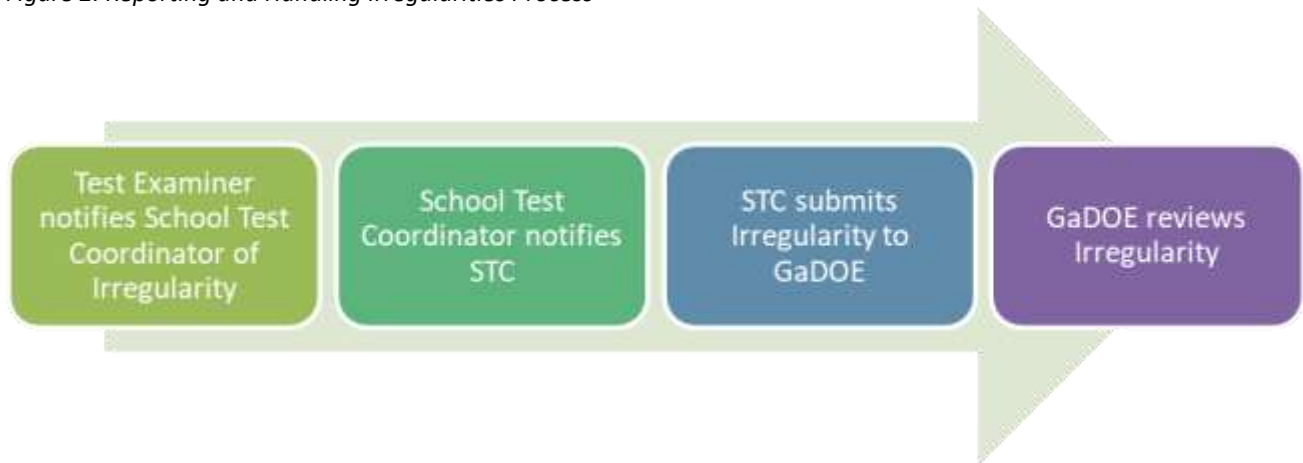 Figure Reporting and Handling Irregularities Process
Test Examiner
notifies School Test
Coordinator of
Irregularity
School Test
Coordinator notifies
STC
STC submits
Irregularity to
GaDOE
GaDOE reviews
Irregularity